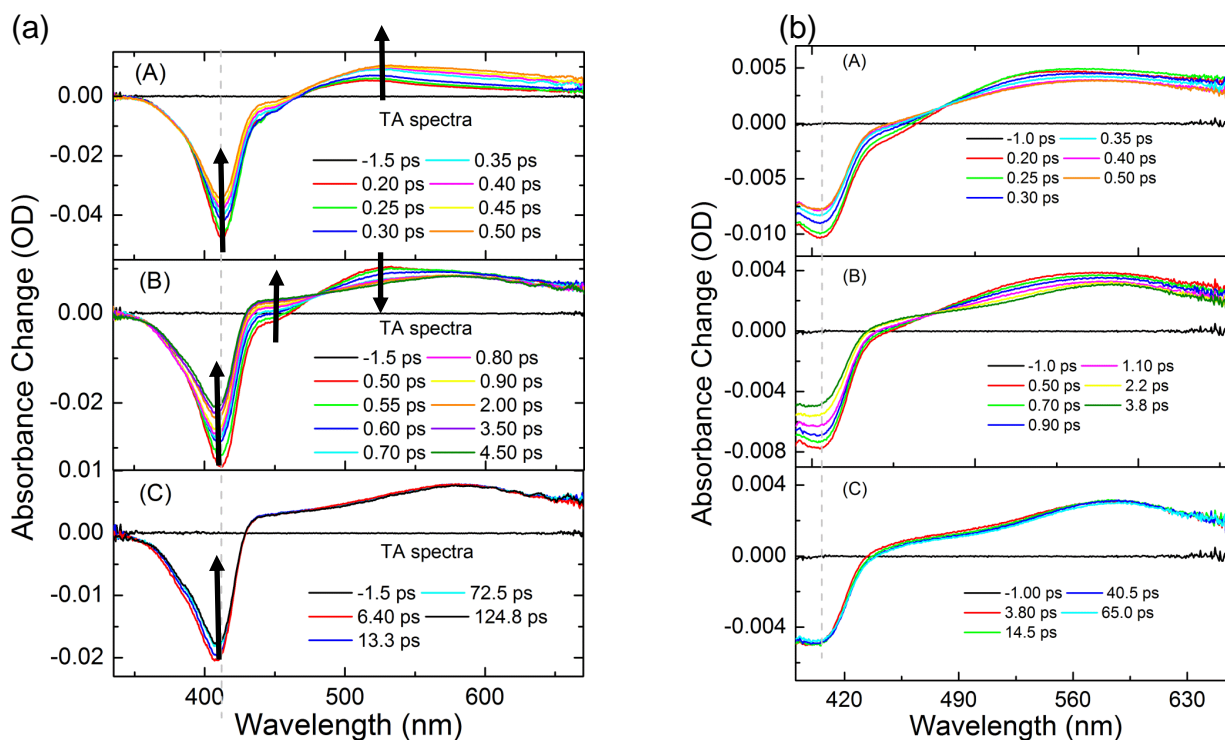 (a)
Absorbance Change (OD)
(A)
0.00
-0.02
-0.04
TA spectra
-1.5 ps 0.35 ps
0.20 ps 0.40 ps
0.25 ps 0.45 ps
0.30 ps 0.50 ps
Absorbance Change (OD)
(B)
0.00
-0.02
TA spectra
-1.5 ps 0.80 ps
0.50 ps 0.90 ps
0.55 ps 2.00 ps
0.60 ps 3.50 ps
0.70 ps 4.50 ps
0.01
(C)
0.00
-0.01
-0.02
TA spectra
-1.5 ps 72.5 ps
6.40 ps 124.8 ps
13.3 ps
400 500 600
Wavelength (nm)
(b)
Absorbance Change (OD)
(A)
0.005
0.000
-0.005
-0.010
-1.0 ps 0.35 ps
0.20 ps 0.40 ps
0.25 ps 0.50 ps
0.30 ps
Absorbance Change (OD)
(B)
0.004
0.000
-0.004
-0.008
-1.0 ps 1.10 ps
0.50 ps 2.2 ps
0.70 ps 3.8 ps
0.90 ps
(C)
0.004
0.000
-0.004
-1.00 ps 40.5 ps
3.80 ps 65.0 ps
14.5 ps
420 490 560 630
Wavelength (nm)